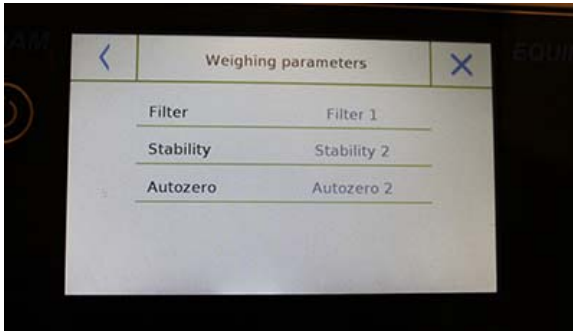 Weighing parameters
Filter Filter 1
Stability Stability 2
Autozero Autozero 2